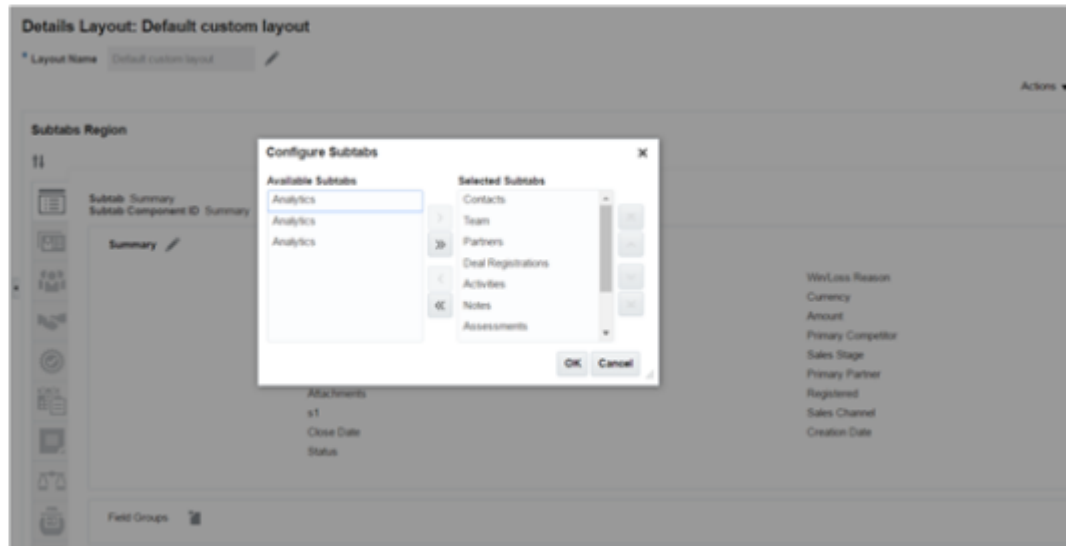 Details Layout: Default custom layout
* Layout Name Default custom layout
Actions
Subtabs Region
Configure Subtabs
Available Subtabs
Analytics
Analytics
Analytics
Selected Subtabs
Contacts
Team
Partners
Deal Registrations
Activities
Notes
Assessments
OK Cancel
Subtab Summary
Subtab Component ID Summary
Summary
Attachments
s1
Close Date
Status
Win/Loss Reason
Currency
Amount
Primary Competitor
Sales Stage
Primary Partner
Registered
Sales Channel
Creation Date
Field Groups